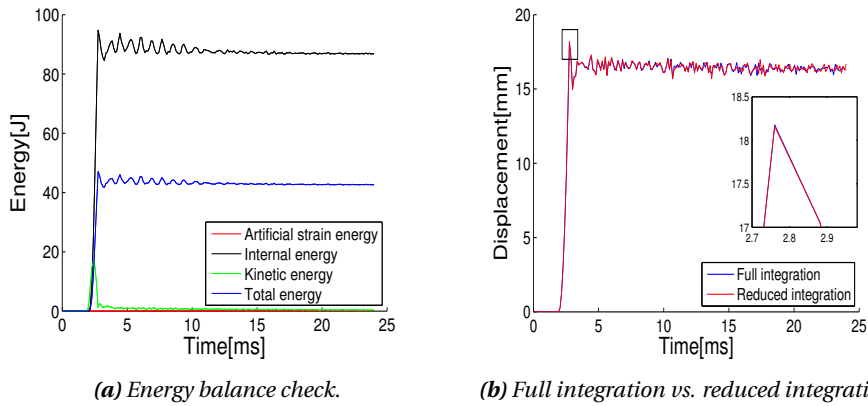 100
80
60
40
20
0
0 5 10 15 20 25
Energy[J]
Time[ms]
Artificial strain energy
Internal energy
Kinetic energy
Total energy
(a) Energy balance check.
20
15
10
5
0
0 5 10 15 20 25
Displacement[mm]
Time[ms]
18.5
18
17.5
17
2.7 2.8 2.9
Full integration
Reduced integration
(b) Full integration vs. reduced integrati